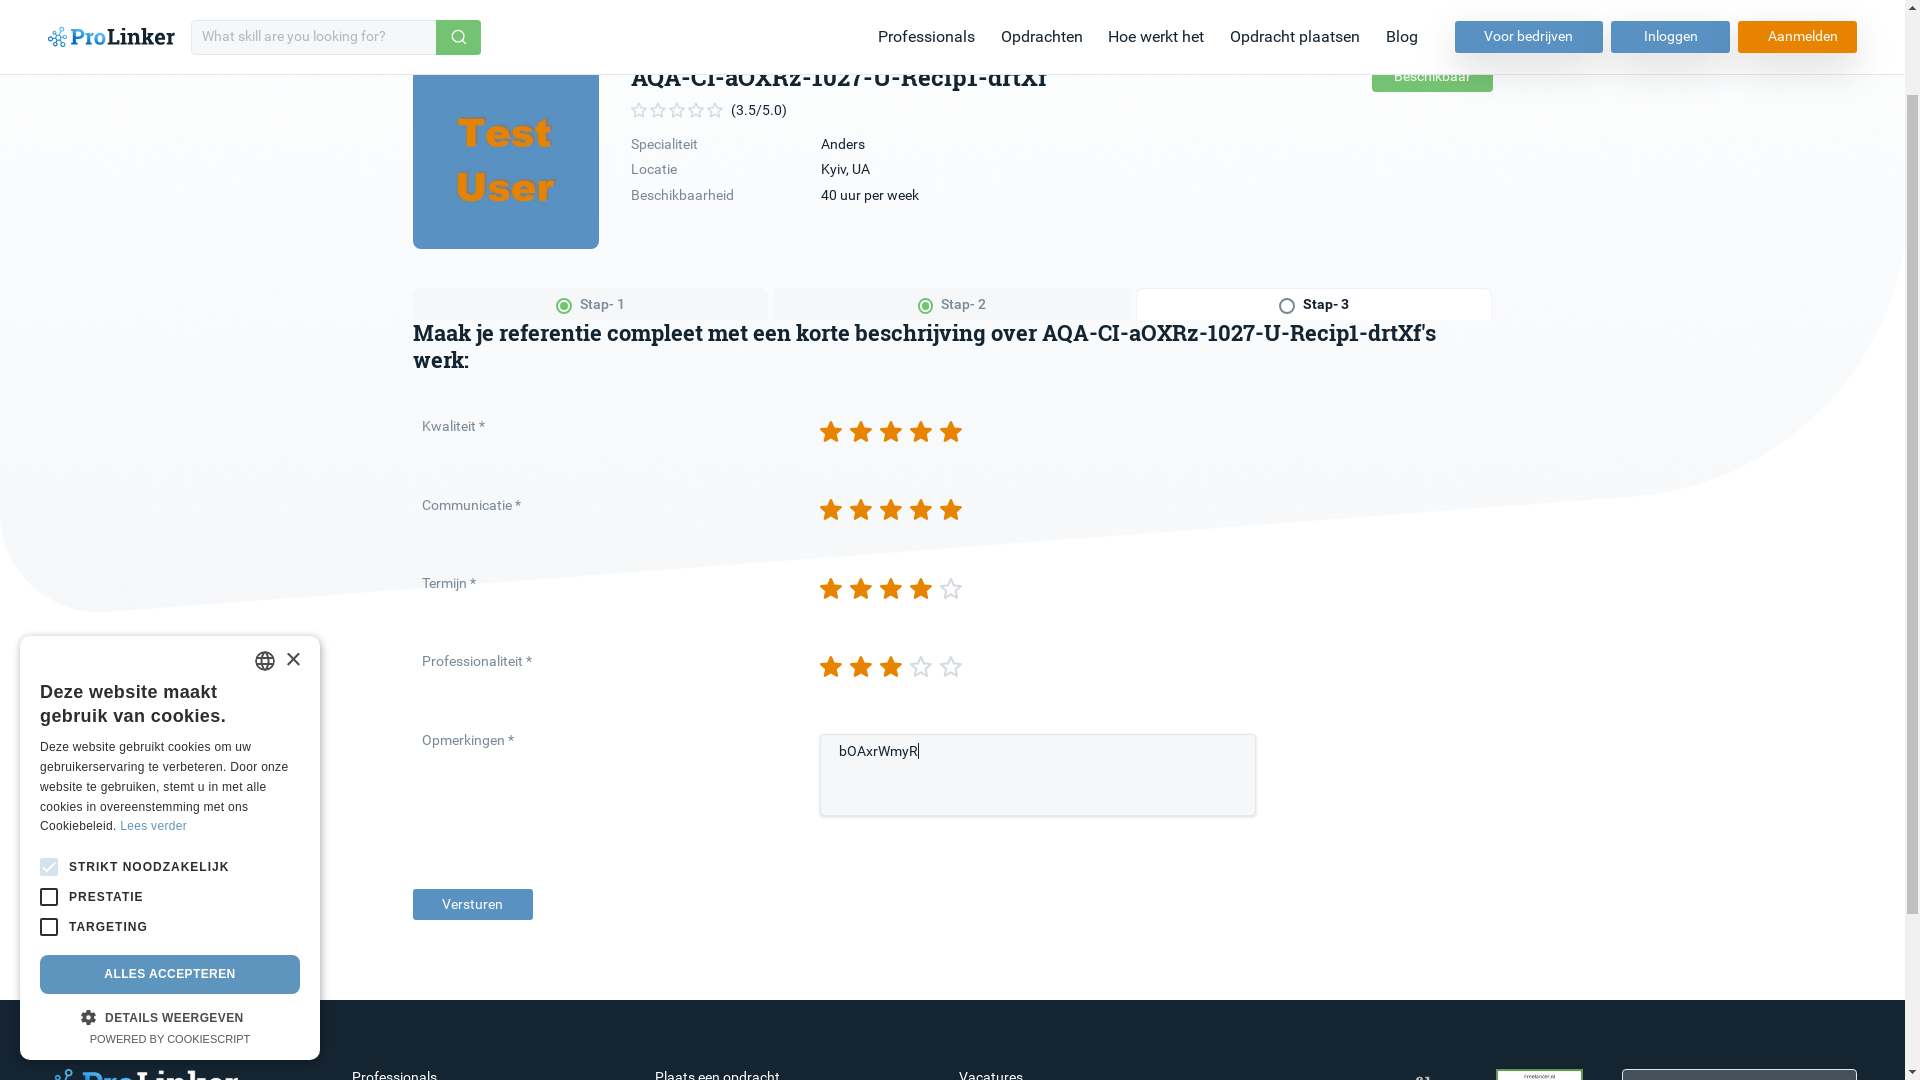 ProLinker
What skill are you looking for?
Professionals
Opdrachten
Hoe werkt het
Opdracht plaatsen
Blog
Voor bedrijven
Inloggen
Aanmelden
Test
User
AQA-CI-aOXRz-1027-U-Recip1-drtXf
Beschikbaar
(3.5/5.0)
Specialiteit Anders
Locatie Kyiv, UA
Beschikbaarheid 40 uur per week
Stap- 1
Stap- 2
Stap- 3
Maak je referentie compleet met een korte beschrijving over AQA-CI-aOXRz-1027-U-Recip1-drtXf's
werk:
Kwaliteit *
Communicatie *
Termijn *
Professionaliteit *
Opmerkingen *
bOAxrWmyR
Versturen
Deze website maakt
gebruik van cookies.
Deze website gebruikt cookies om uw
gebruikerservaring te verbeteren. Door onze
website te gebruiken, stemt u in met alle
cookies in overeenstemming met ons
Cookiebeleid. Lees verder
STRIKT NOODZAKELIJK
PRESTATIE
TARGETING
ALLES ACCEPTEREN
DETAILS WEERGEVEN
POWERED BY COOKIESCRIPT
ProLinker
Professionals
Plaats een opdracht
Vacatures
Freelancer.nl